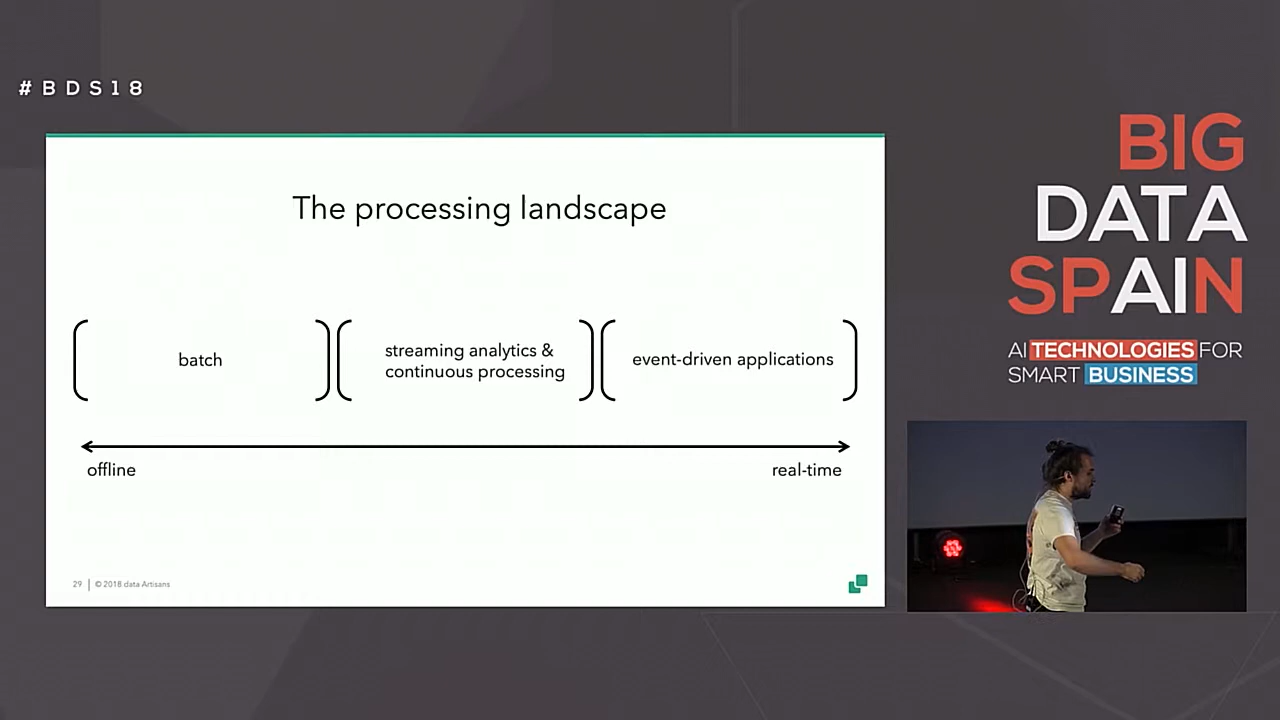 #BDS18
The processing landscape
batch
streaming analytics &
continuous processing
event-driven applications
offline
real-time
29 | © 2018 data Artisans
BIG
DATA
SPAIN
AI TECHNOLOGIES FOR
SMART BUSINESS